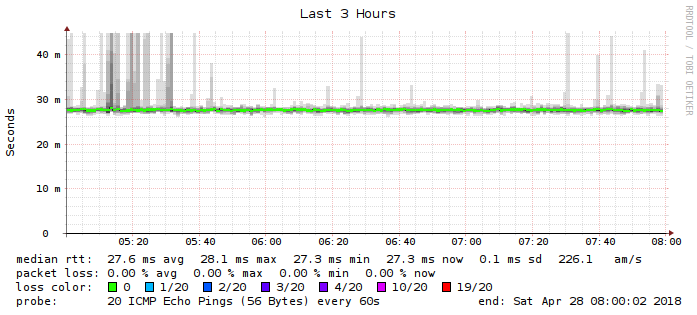 Last 3 Hours
RRDTOOL / TOBI OETIKER
Seconds
40 m
30 m
20 m
10 m
0
05:20 05:40 06:00 06:20 06:40 07:00 07:20 07:40 08:00
median rtt: 27.6 ms avg 28.1 ms max 27.3 ms min 27.3 ms now 0.1 ms sd 226.1 am/s
packet loss: 0.00 % avg 0.00 % max 0.00 % min 0.00 % now
loss color: 0 1/20 2/20 3/20 4/20 10/20 19/20
probe: 20 ICMP Echo Pings (56 Bytes) every 60s end: Sat Apr 28 08:00:02 2018